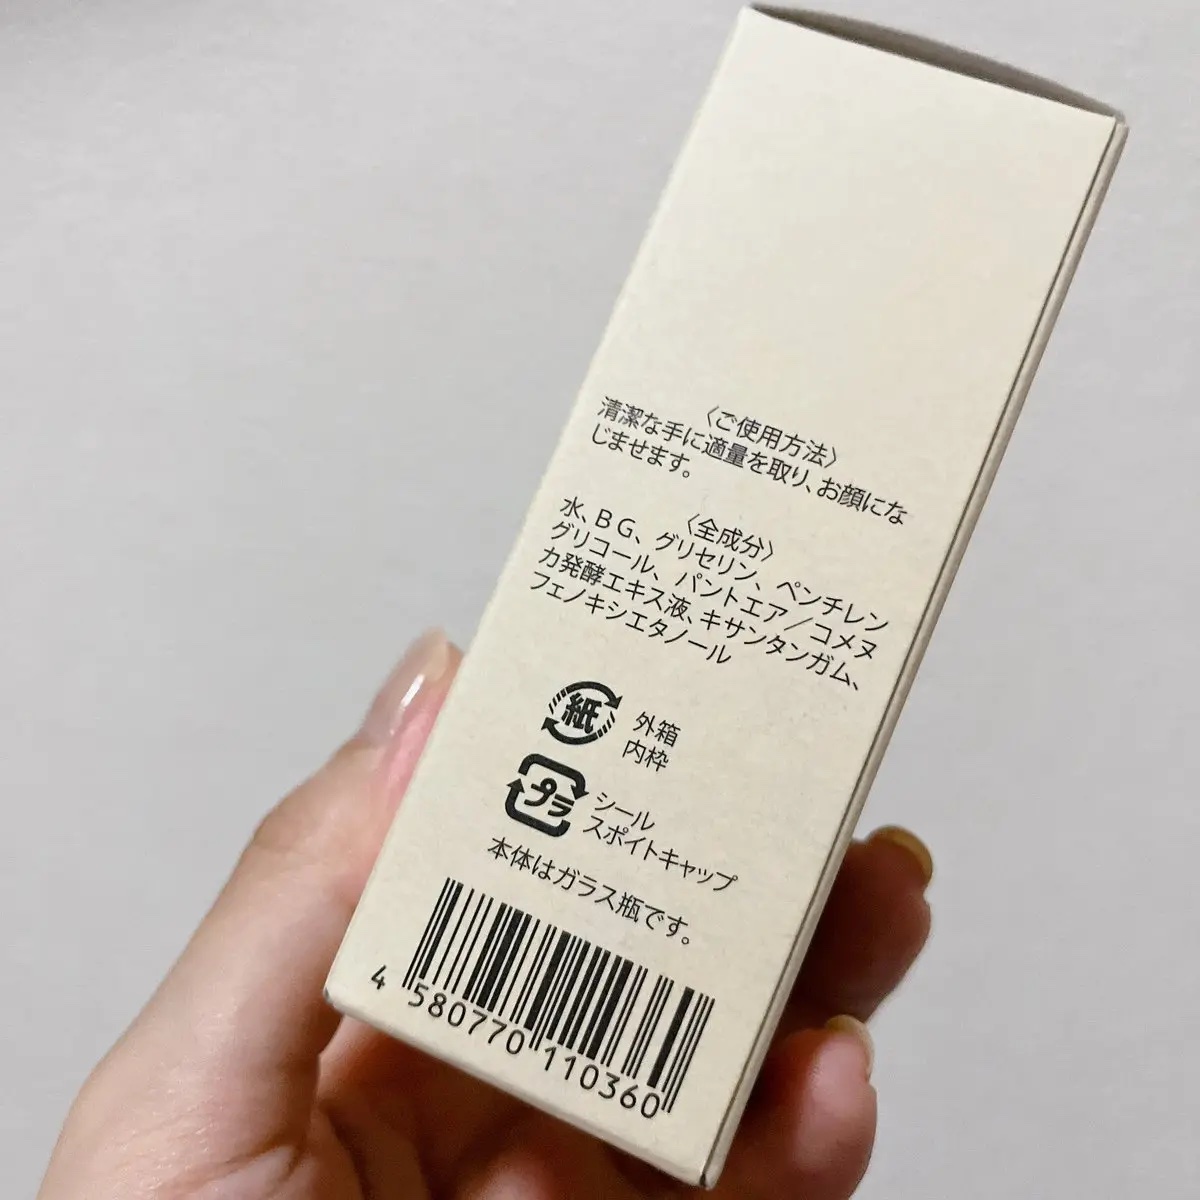 〈ご使用方法〉
清潔な手に適量を取り、お顔にな
じませます。
〈全成分〉
水、ＢＧ、グリセリン、ペンチレン
グリコール、パントエア／コメヌ
カ発酵エキス液、キサンタンガム、
フェノキシエタノール
紙
外箱
内枠
プラ
シール
スポイトキャップ
本体はガラス瓶です。
4 580770 110360